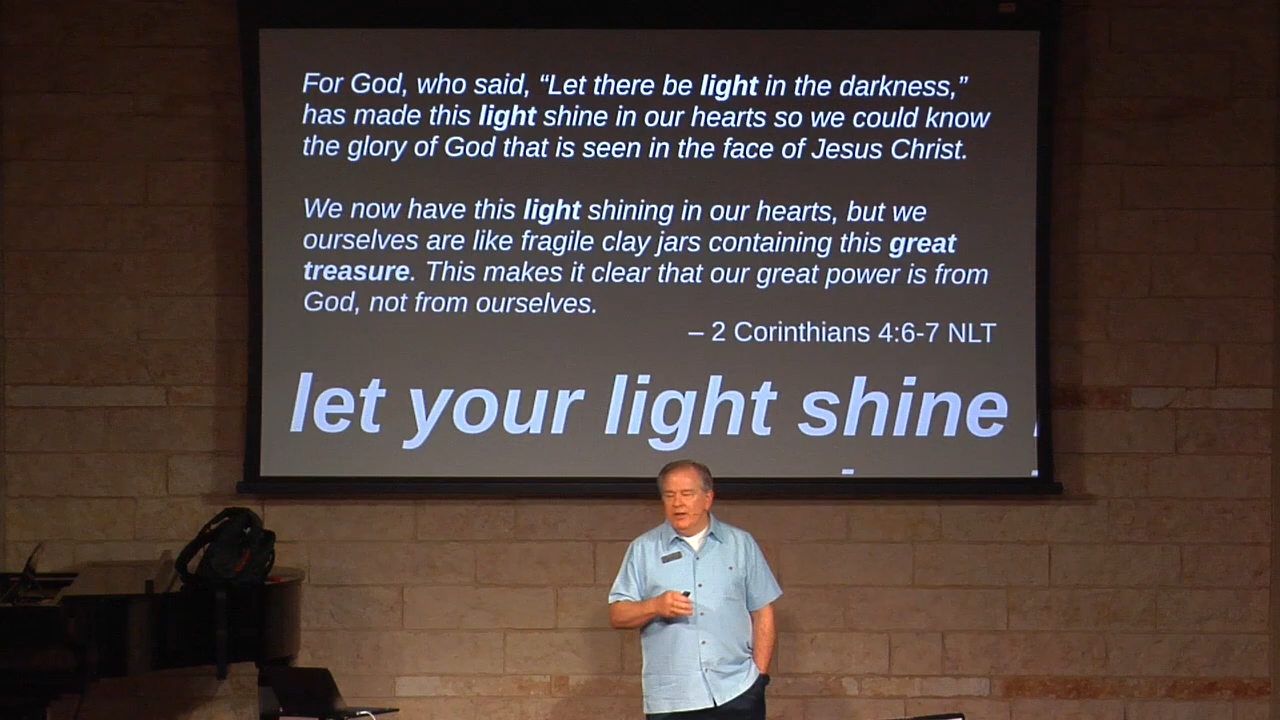 For God, who said, “Let there be light in the darkness,”
has made this light shine in our hearts so we could know
the glory of God that is seen in the face of Jesus Christ.
We now have this light shining in our hearts, but we
ourselves are like fragile clay jars containing this great
treasure. This makes it clear that our great power is from
God, not from ourselves.
– 2 Corinthians 4:6-7 NLT
let your light shine